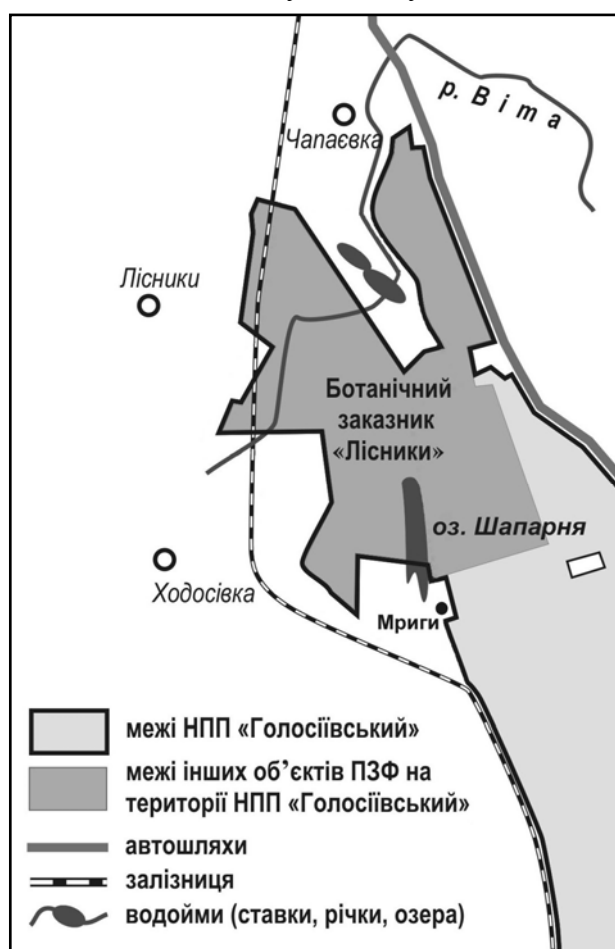 р. Віта
Чапаєвка
Лісники
Ботанічний
заказник
«Лісники»
оз. Шапарня
Ходосівка
Мриги
межі НПП «Голосіївський»
межі інших об’єктів ПЗФ на
території НПП «Голосіївський»
автошляхи
залізниця
водойми (ставки, річки, озера)